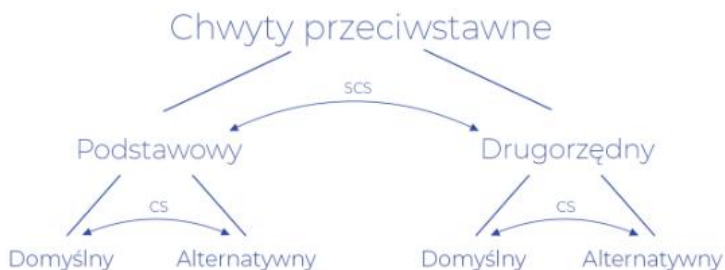 Chwyty przeciwstawne
SCS
Podstawowy Drugorzędny
CS CS
Domyślny Alternatywny Domyślny Alternatywny